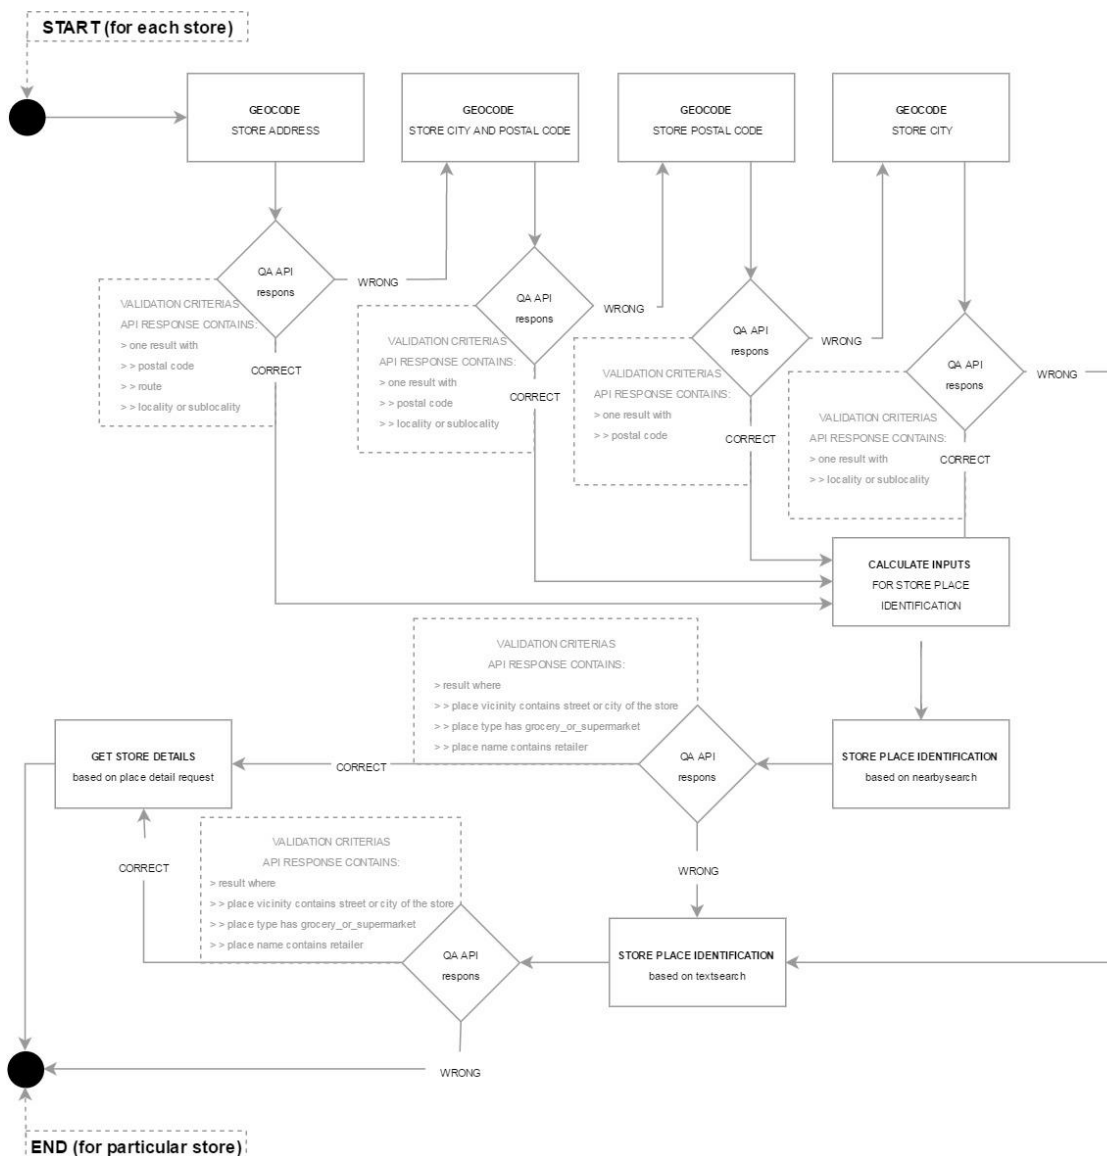 START (for each store)
GEOCODE
STORE ADDRESS
GEOCODE
STORE CITY AND POSTAL CODE
GEOCODE
STORE POSTAL CODE
GEOCODE
STORE CITY
QA API
respons
WRONG
VALIDATION CRITERIAS
API RESPONSE CONTAINS:
> one result with
> > postal code
> > route
> > locality or sublocality
CORRECT
QA API
respons
WRONG
VALIDATION CRITERIAS
API RESPONSE CONTAINS:
> one result with
> > postal code
> > locality or sublocality
CORRECT
QA API
respons
WRONG
VALIDATION CRITERIAS
API RESPONSE CONTAINS:
> one result with
> > postal code
CORRECT
QA API
respons
WRONG
VALIDATION CRITERIAS
API RESPONSE CONTAINS:
> one result with
> > locality or sublocality
CORRECT
CALCULATE INPUTS
FOR STORE PLACE
IDENTIFICATION
VALIDATION CRITERIAS
API RESPONSE CONTAINS:
> result where
> > place vicinity contains street or city of the store
> > place type has grocery_or_supermarket
> > place name contains retailer
STORE PLACE IDENTIFICATION
based on nearbysearch
QA API
respons
CORRECT
GET STORE DETAILS
based on place detail request
WRONG
VALIDATION CRITERIAS
API RESPONSE CONTAINS:
> result where
> > place vicinity contains street or city of the store
> > place type has grocery_or_supermarket
> > place name contains retailer
CORRECT
STORE PLACE IDENTIFICATION
based on textsearch
QA API
respons
WRONG
END (for particular store)